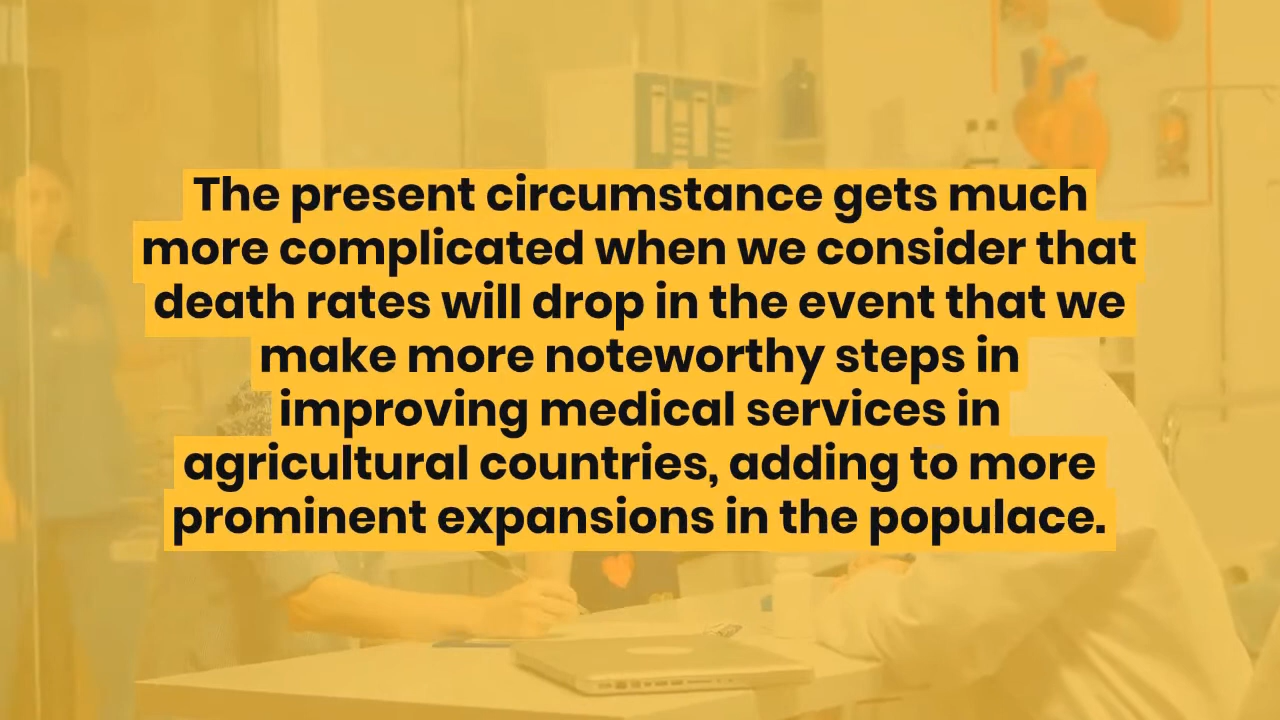 The present circumstance gets much
more complicated when we consider that
death rates will drop in the event that we
make more noteworthy steps in
improving medical services in
agricultural countries, adding to more
prominent expansions in the populace.